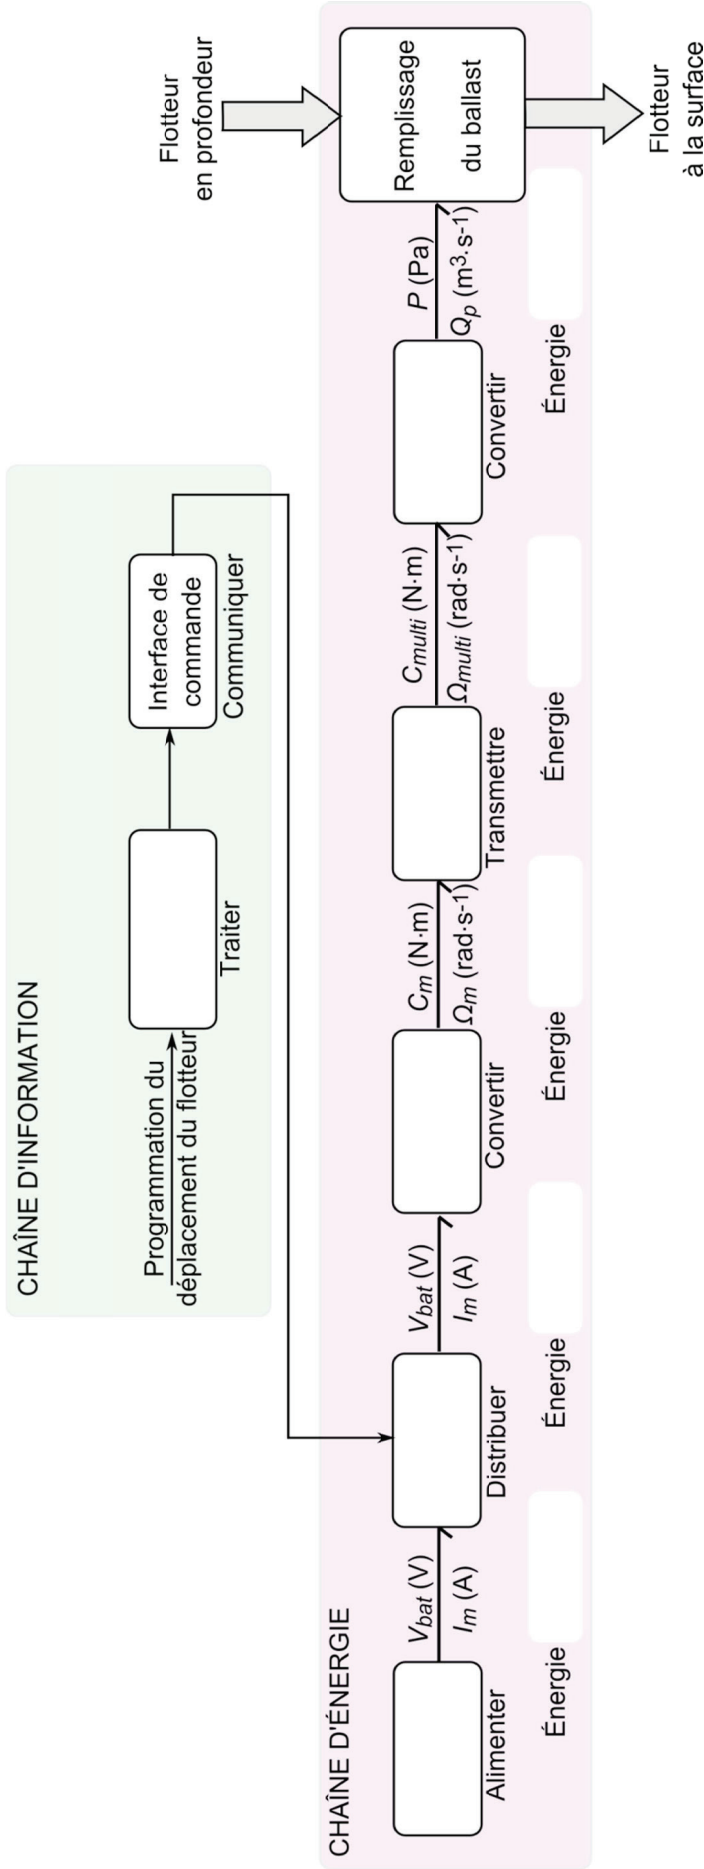 CHAÎNE D'INFORMATION
Programmation du
déplacement du flotteur
Traiter
Interface de
commande
Communiquer
Flotteur
en profondeur
CHAÎNE D'ÉNERGIE
Alimenter
V_bat (V)
I_m (A)
Distribuer
V_bat (V)
I_m (A)
Convertir
C_m (N·m)
Ω_m (rad·s-1)
Transmettre
C_multi (N·m)
Ω_multi (rad·s-1)
Convertir
P (Pa)
Q_p (m³·s-1)
Remplissage
du ballast
Énergie
Énergie
Énergie
Énergie
Énergie
Flotteur
à la surface